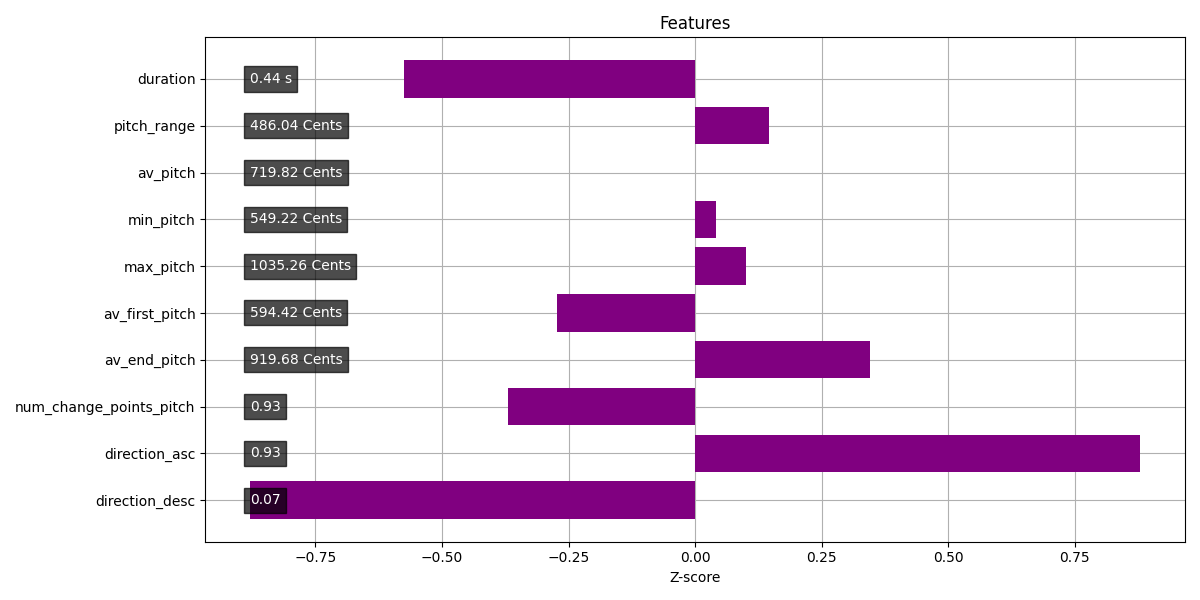 Features
duration 0.44 s
pitch_range 486.04 Cents
av_pitch 719.82 Cents
min_pitch 549.22 Cents
max_pitch 1035.26 Cents
av_first_pitch 594.42 Cents
av_end_pitch 919.68 Cents
num_change_points_pitch 0.93
direction_asc 0.93
direction_desc 0.07
−0.75 −0.50 −0.25 0.00 0.25 0.50 0.75
Z-score